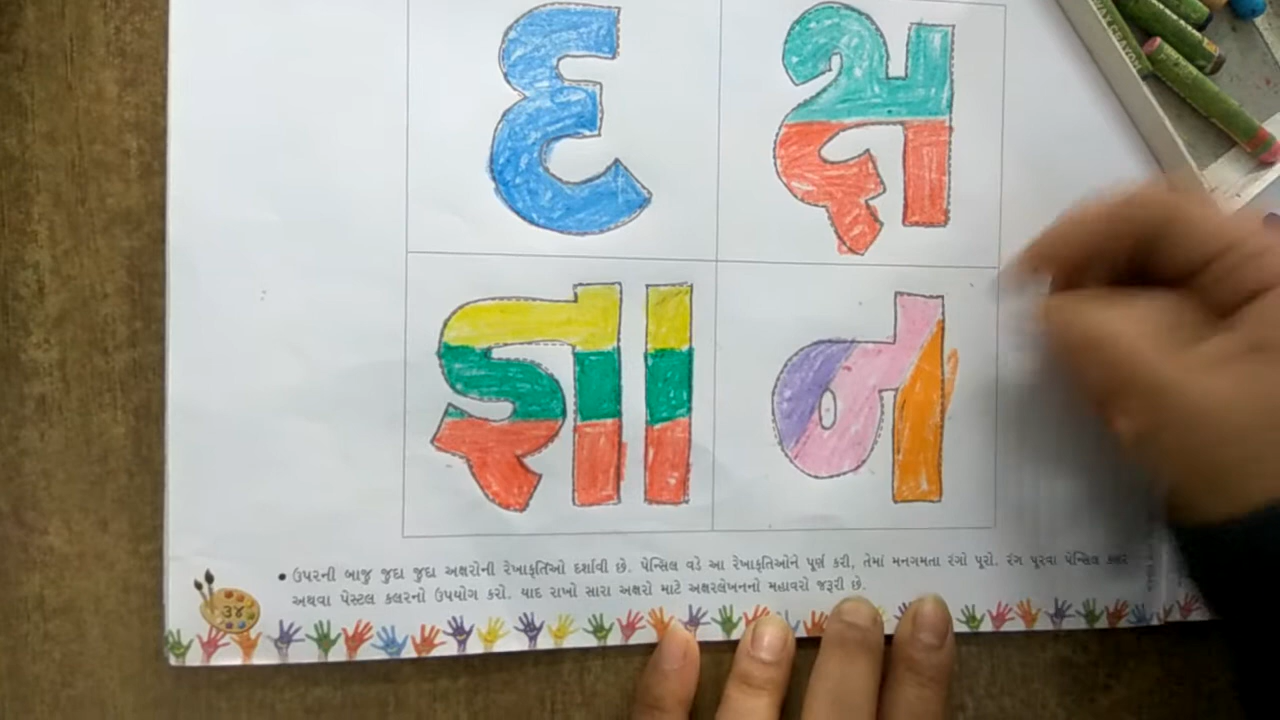 દ ક્ષ
જ્ઞા ન
• ઉપરની બાજુ જુદા જુદા અક્ષરોની રેખાકૃતિઓ દર્શાવી છે. પેન્સિલ વડે આ રેખાકૃતિઓને પૂર્ણ કરી, તેમાં મનગમતા રંગો પૂરો. રંગ પૂરવા પેન્સિલ કલર
અથવા પેસ્ટલ કલરનો ઉપયોગ કરો. યાદ રાખો સારા અક્ષરો માટે અક્ષરલેખનનો મહાવરો જરૂરી છે.
૩૪